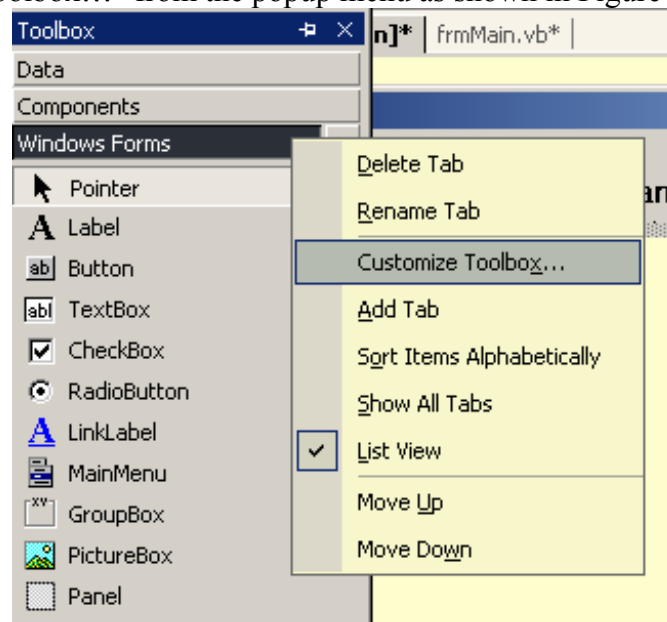 from the popup menu as shown in Figure
Toolbox
n]* frmMain.vb*
Data
Components
Windows Forms
Pointer
Label
Button
TextBox
CheckBox
RadioButton
LinkLabel
MainMenu
GroupBox
PictureBox
Panel
Delete Tab
Rename Tab
Customize Toolbox...
Add Tab
Sort Items Alphabetically
Show All Tabs
List View
Move Up
Move Down